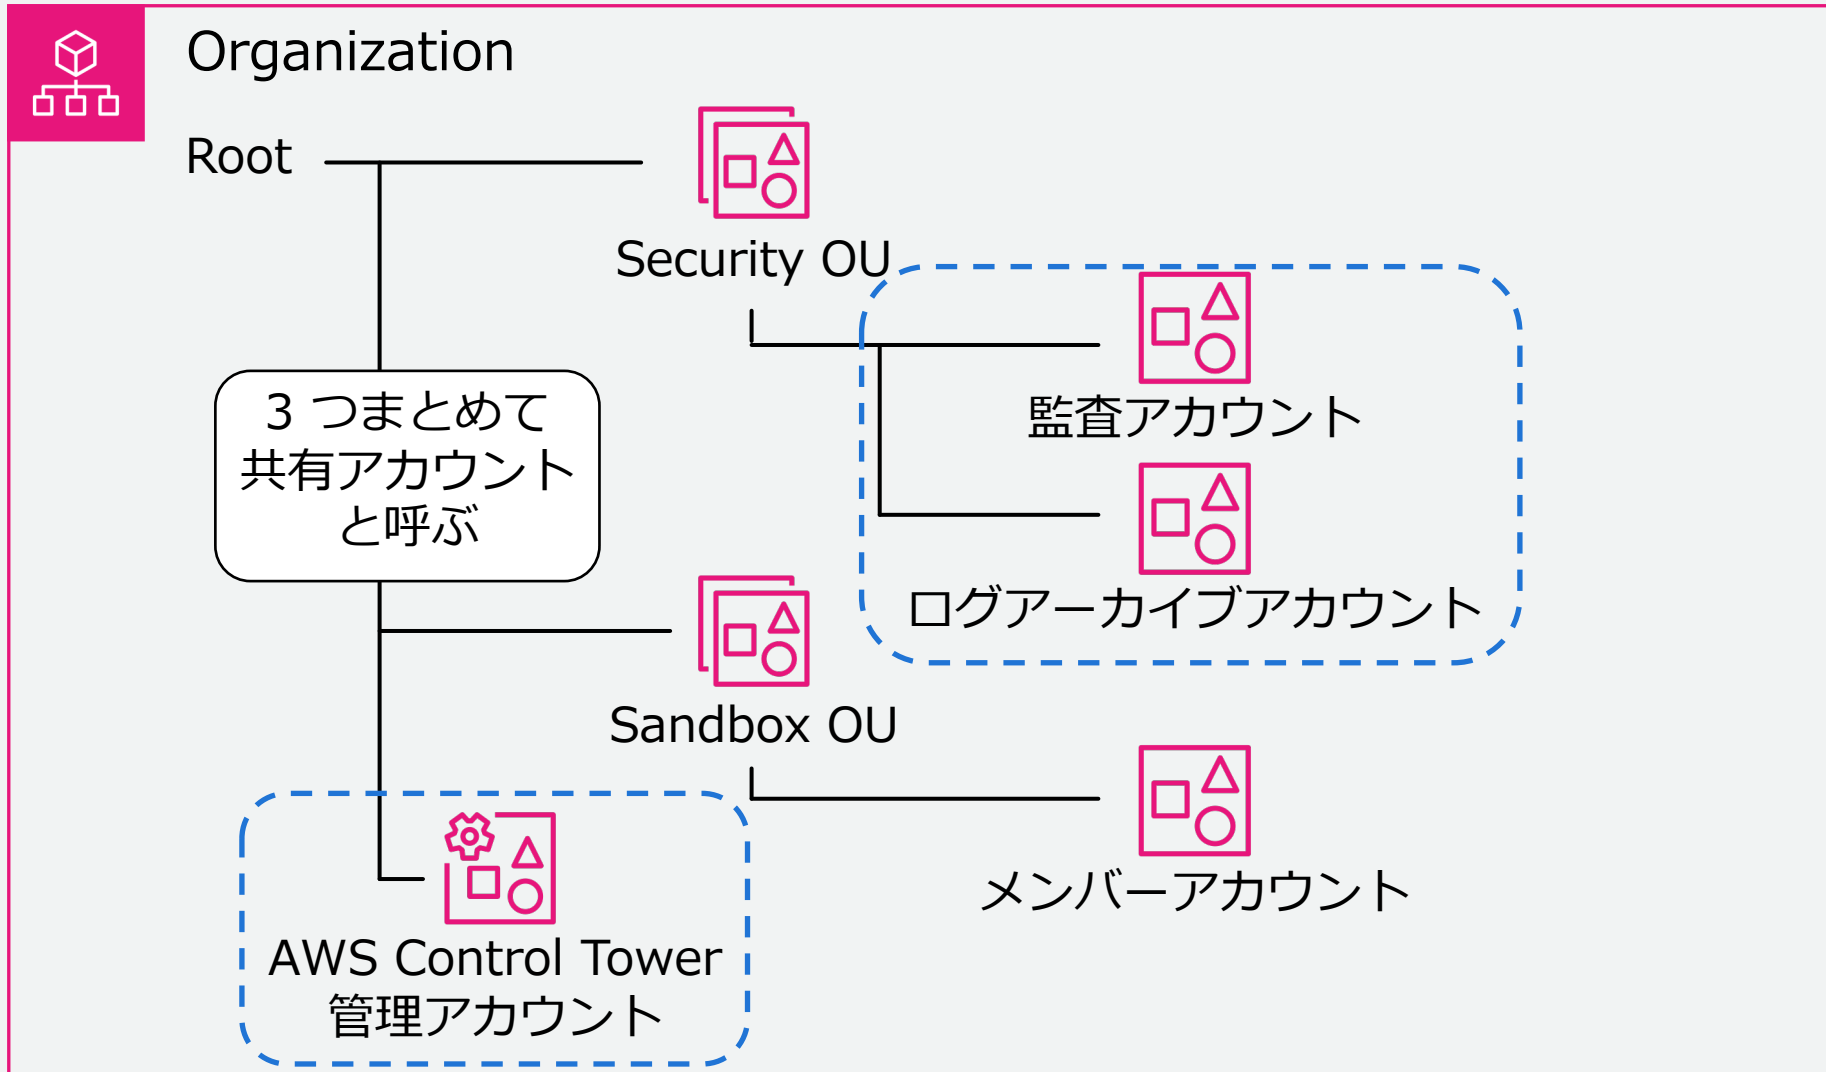 Organization
Root
Security OU
監査アカウント
3 つまとめて
共有アカウント
と呼ぶ
ログアーカイブアカウント
Sandbox OU
メンバーアカウント
AWS Control Tower
管理アカウント